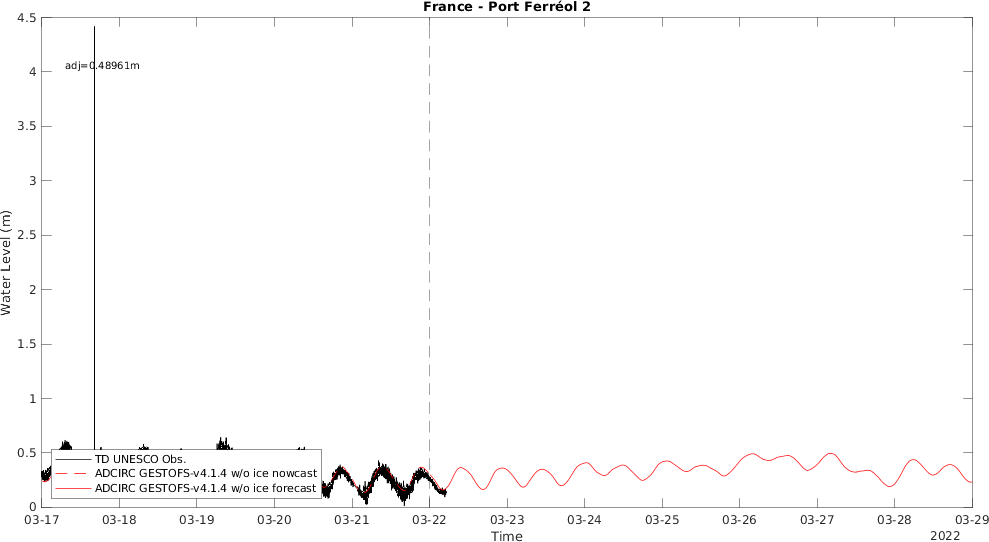 France - Port Ferréol 2
4.5
4
3.5
3
2.5
2
1.5
1
0.5
0
Water Level (m)
adj=0.48961m
TD UNESCO Obs.
ADCIRC GESTOFS-v4.1.4 w/o ice nowcast
ADCIRC GESTOFS-v4.1.4 w/o ice forecast
03-17 03-18 03-19 03-20 03-21 03-22 03-23 03-24 03-25 03-26 03-27 03-28 03-29
Time
2022